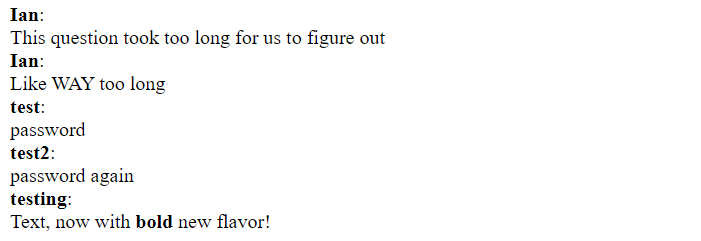 Ian:
This question took too long for us to figure out
Ian:
Like WAY too long
test:
password
test2:
password again
testing:
Text, now with bold new flavor!